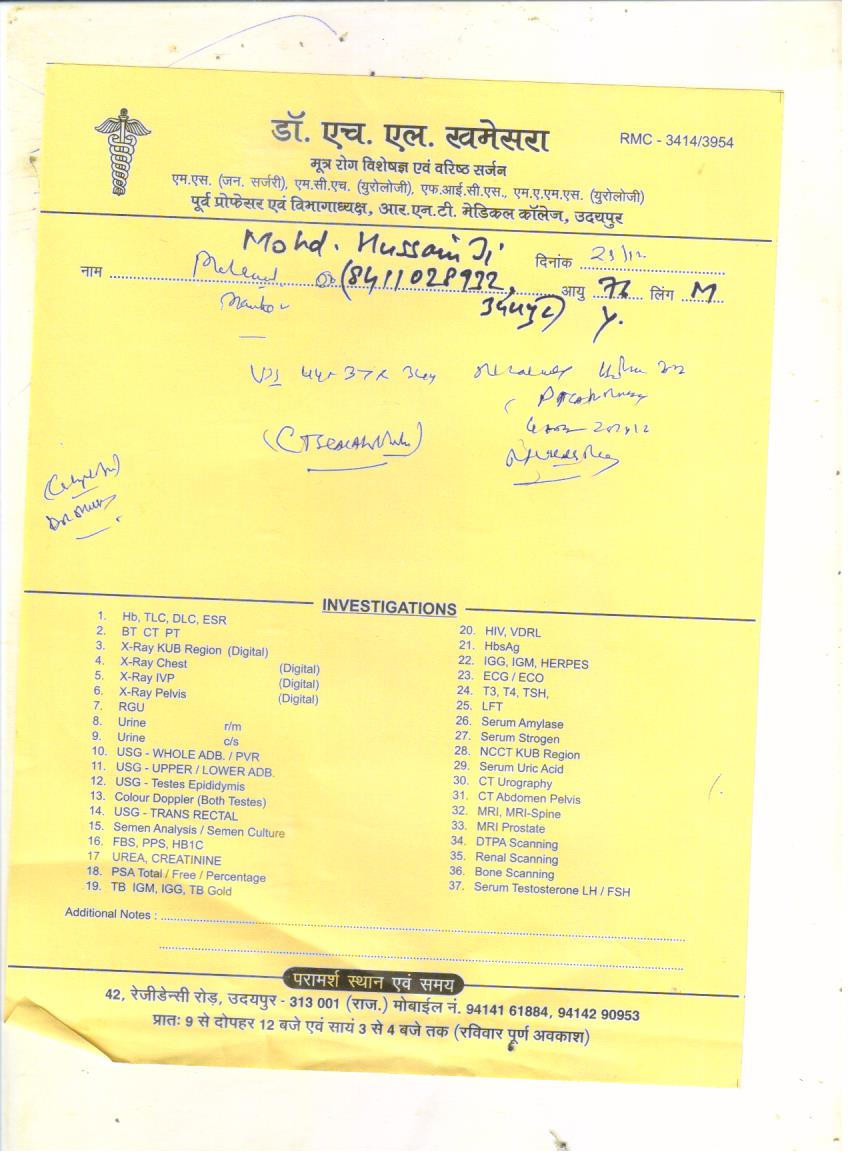 डॉ. एच. एल. खमेसरा
RMC - 3414/3954
मूत्र रोग विशेषज्ञ एवं वरिष्ठ सर्जन
एम.एस. (जन. सर्जरी), एम.सी.एच. (युरोलोजी), एफ.आई.सी.एस., एम.ए.एम.एस. (युरोलोजी)
पूर्व प्रोफेसर एवं विभागाध्यक्ष, आर.एन.टी. मेडिकल कॉलेज, उदयपुर
Mohd. Hussain Ji
दिनांक 23/12
नाम (8411028932, आयु 76 लिंग M
उदयपुर) Y.
INVESTIGATIONS
1. Hb, TLC, DLC, ESR
2. BT CT PT
3. X-Ray KUB Region (Digital)
4. X-Ray Chest (Digital)
5. X-Ray IVP (Digital)
6. X-Ray Pelvis (Digital)
7. RGU
8. Urine r/m
9. Urine c/s
10. USG - WHOLE ADB. / PVR
11. USG - UPPER / LOWER ADB.
12. USG - Testes Epididymis
13. Colour Doppler (Both Testes)
14. USG - TRANS RECTAL
15. Semen Analysis / Semen Culture
16. FBS, PPS, HB1C
17 UREA, CREATININE
18. PSA Total / Free / Percentage
19. TB IGM, IGG, TB Gold
20. HIV, VDRL
21. HbsAg
22. IGG, IGM, HERPES
23. ECG / ECO
24. T3, T4, TSH,
25. LFT
26. Serum Amylase
27. Serum Strogen
28. NCCT KUB Region
29. Serum Uric Acid
30. CT Urography
31. CT Abdomen Pelvis
32. MRI, MRI-Spine
33. MRI Prostate
34. DTPA Scanning
35. Renal Scanning
36. Bone Scanning
37. Serum Testosterone LH / FSH
Additional Notes :
परामर्श स्थान एवं समय
42, रेजीडेन्सी रोड़, उदयपुर - 313 001 (राज.) मोबाईल नं. 94141 61884, 94142 90953
प्रातः 9 से दोपहर 12 बजे एवं सायं 3 से 4 बजे तक (रविवार पूर्ण अवकाश)